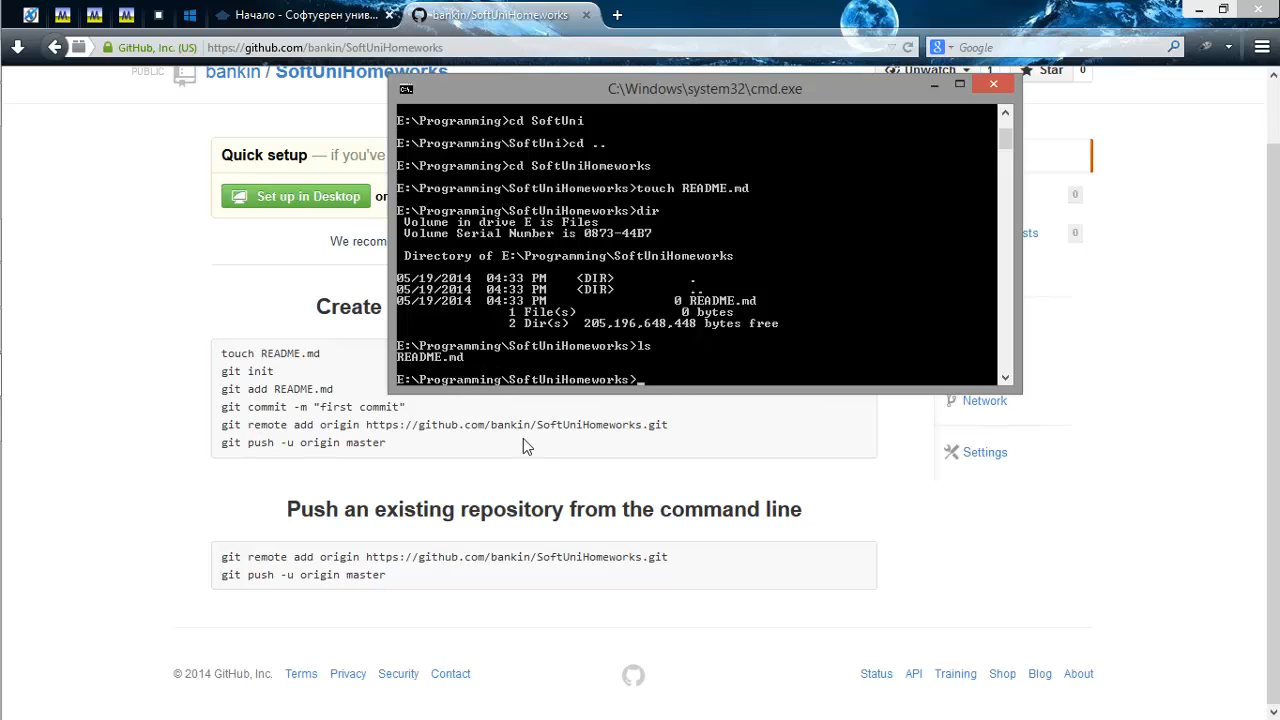 Начало - Софтуерен унив...
bankin/SoftUniHomeworks
GitHub, Inc. (US)
https://github.com/bankin/SoftUniHomeworks
Google
PUBLIC
bankin / SoftUniHomeworks
Unwatch
1
Star
0
C:\Windows\system32\cmd.exe
E:\Programming>cd SoftUni
E:\Programming\SoftUni>cd ..
E:\Programming>cd SoftUniHomeworks
E:\Programming\SoftUniHomeworks>touch README.md
E:\Programming\SoftUniHomeworks>dir
Volume in drive E is Files
Volume Serial Number is 0873-44B7
Directory of E:\Programming\SoftUniHomeworks
05/19/2014  04:33 PM    <DIR>          .
05/19/2014  04:33 PM    <DIR>          ..
05/19/2014  04:33 PM                 0 README.md
1 File(s)              0 bytes
2 Dir(s)  205,196,648,448 bytes free
E:\Programming\SoftUniHomeworks>ls
README.md
E:\Programming\SoftUniHomeworks>_
Quick setup — if you've
Set up in Desktop
or
We recom
0
sts
0
Create
touch README.md
git init
git add README.md
git commit -m "first commit"
git remote add origin https://github.com/bankin/SoftUniHomeworks.git
git push -u origin master
Network
Settings
Push an existing repository from the command line
git remote add origin https://github.com/bankin/SoftUniHomeworks.git
git push -u origin master
© 2014 GitHub, Inc.
Terms
Privacy
Security
Contact
Status
API
Training
Shop
Blog
About